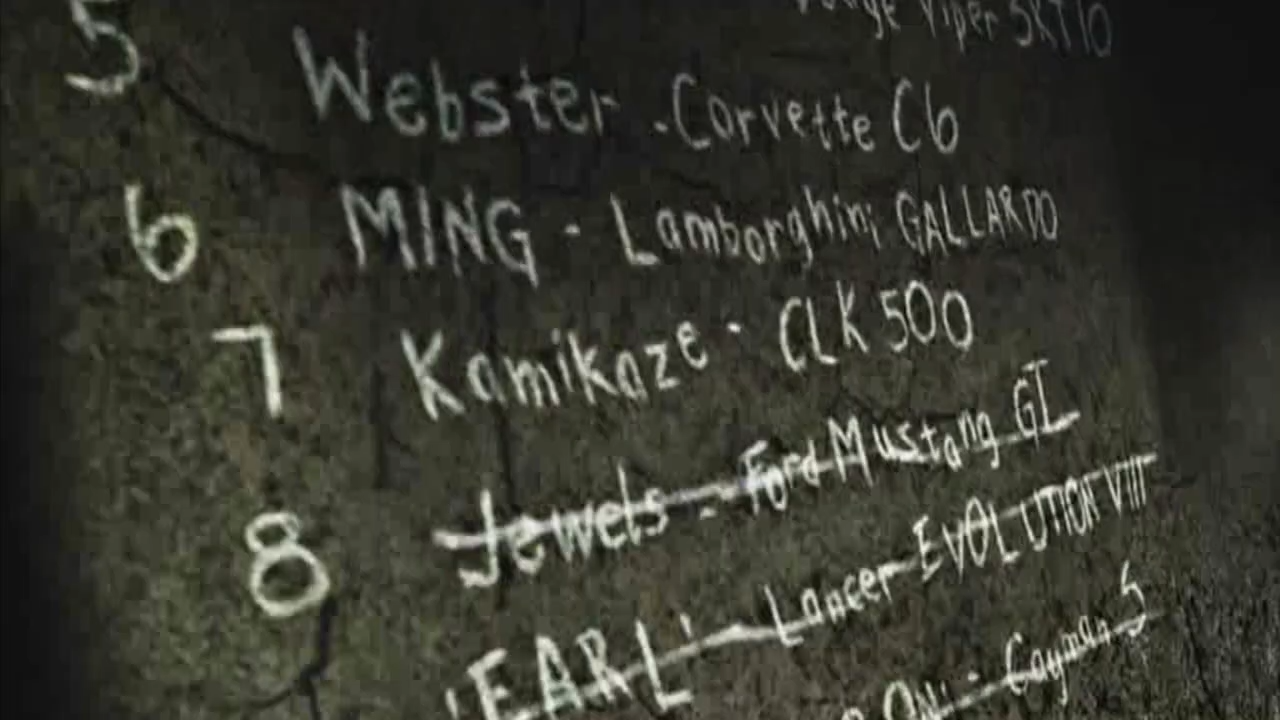 Viper SRT10
5 Webster - Corvette C6
6 MING - Lamborghini GALLARDO
7 Kamikaze - CLK 500
8 Jewels - Ford Mustang GT
'EARL' - Lancer EVOLUTION VIII
Cayman S